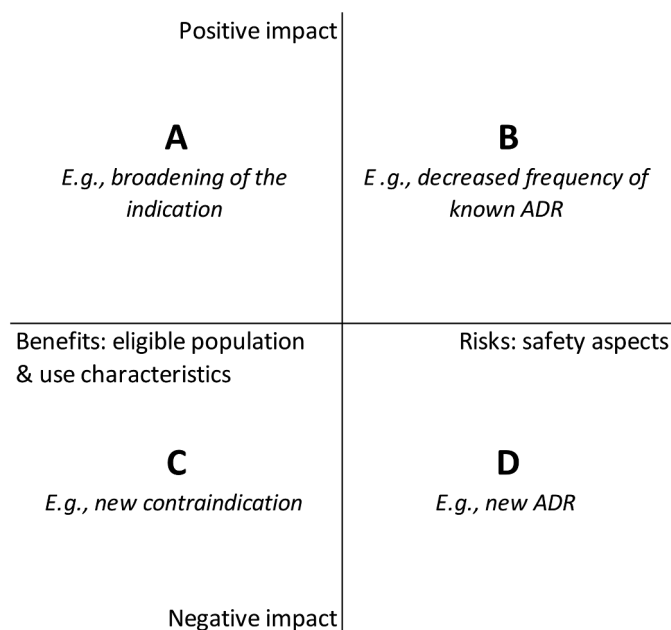 Positive impact
A
E.g., broadening of the
indication
B
E .g., decreased frequency of
known ADR
Benefits: eligible population
& use characteristics
Risks: safety aspects
C
E.g., new contraindication
D
E.g., new ADR
Negative impact